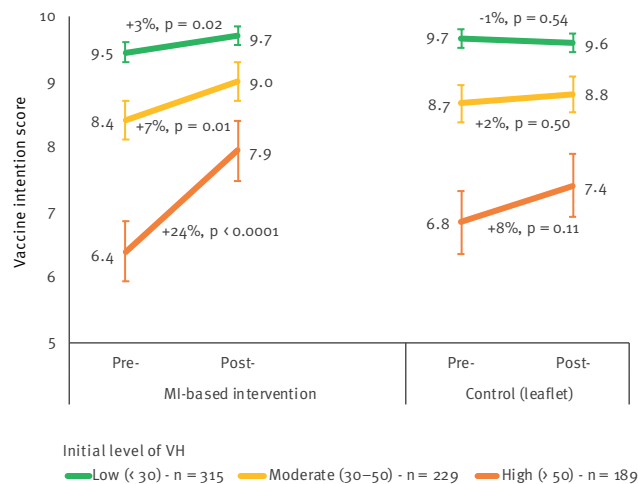 Vaccine intention score
10
9
8
7
6
5
+3%, p = 0.02
9.5
9.7
8.4
9.0
+7%, p = 0.01
6.4
7.9
+24%, p < 0.0001
-1%, p = 0.54
9.7
9.6
8.7
8.8
+2%, p = 0.50
6.8
7.4
+8%, p = 0.11
Pre- Post- Pre- Post-
MI-based intervention Control (leaflet)
Initial level of VH
Low (< 30) - n = 315 Moderate (30–50) - n = 229 High (> 50) - n = 189